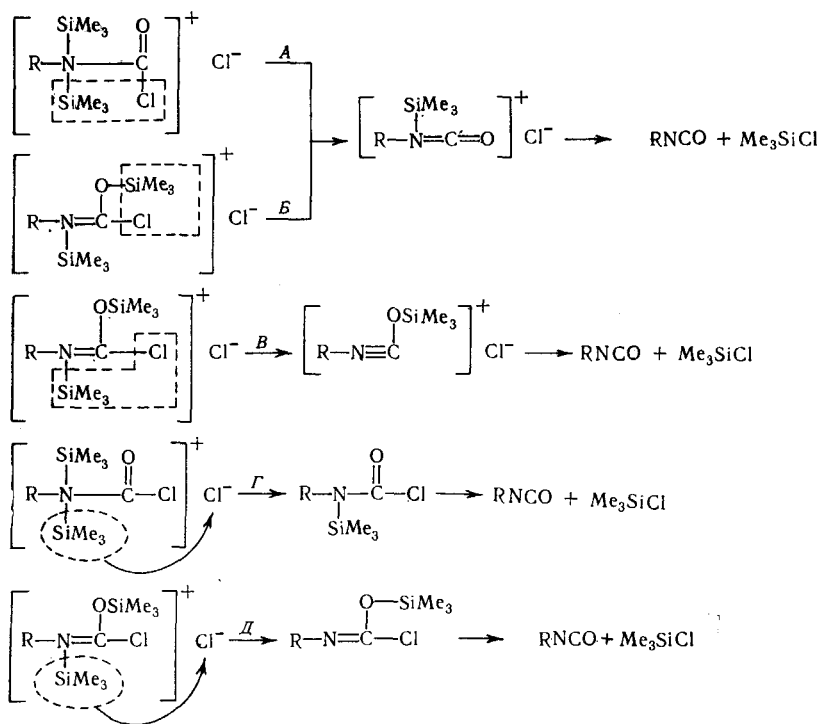 SiMe₃ O + 
R—N—C Cl⁻ А
SiMe₃ Cl
SiMe₃ +
R—N=C=O Cl⁻ → RNCO + Me₃SiCl
+
O—SiMe₃
R—N=C—Cl Cl⁻ Б
SiMe₃
OSiMe₃ + OSiMe₃ +
R—N=C—Cl Cl⁻ В → R—N≡C Cl⁻ → RNCO + Me₃SiCl
SiMe₃
SiMe₃ O + O
R—N—C—Cl Cl⁻ Г → R—N—C—Cl → RNCO + Me₃SiCl
SiMe₃ SiMe₃
OSiMe₃ + O—SiMe₃
R—N=C—Cl Cl⁻ Д → R—N=C—Cl → RNCO + Me₃SiCl
SiMe₃